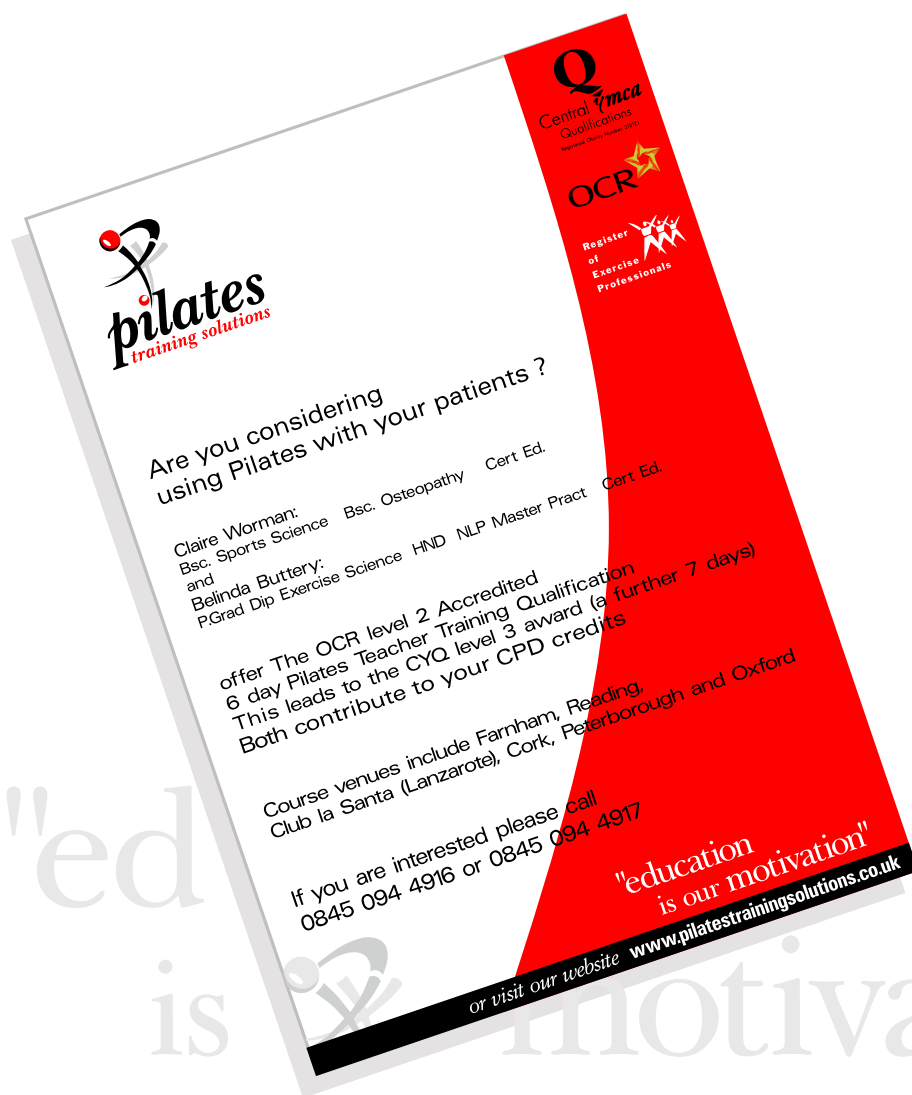 Q
Central Ymca
Qualifications
OCR
Register
of
Exercise
Professionals
pilates
training solutions
Are you considering
using Pilates with your patients ?
Claire Worman:
Bsc. Sports Science Bsc. Osteopathy Cert Ed.
and
Belinda Buttery:
P.Grad Dip Exercise Science HND NLP Master Pract Cert Ed.
offer The OCR level 2 Accredited
6 day Pilates Teacher Training Qualification
This leads to the CYQ level 3 award (a further 7 days)
Both contribute to your CPD credits
Course venues include Farnham, Reading,
Club la Santa (Lanzarote), Cork, Peterborough and Oxford
If you are interested please call
0845 094 4916 or 0845 094 4917
"education
is our motivation"
or visit our website www.pilatestrainingsolutions.co.uk
"ed
is motiva